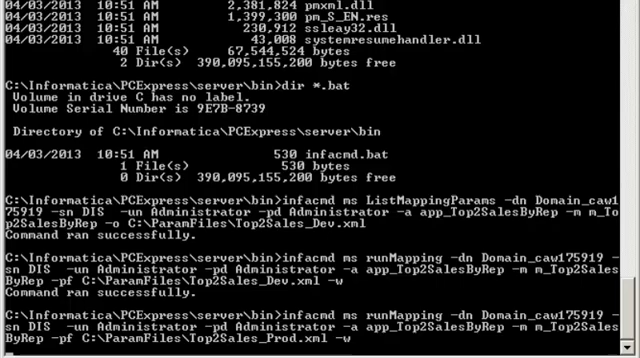 04/03/2013  10:51 AM         2,381,824 pmxml.dll
04/03/2013  10:51 AM         1,399,300 pm_S_EN.res
04/03/2013  10:51 AM           230,912 ssleay32.dll
04/03/2013  10:51 AM            43,008 systemresumehandler.dll
40 File(s)     67,544,524 bytes
2 Dir(s)  390,095,155,200 bytes free
C:\Informatica\PCExpress\server\bin>dir *.bat
Volume in drive C has no label.
Volume Serial Number is 9E7B-8739
Directory of C:\Informatica\PCExpress\server\bin
04/03/2013  10:51 AM               530 infacmd.bat
1 File(s)            530 bytes
0 Dir(s)  390,095,155,200 bytes free
C:\Informatica\PCExpress\server\bin>infacmd ms ListMappingParams -dn Domain_caw1
75919 -sn DIS  -un Administrator -pd Administrator -a app_Top2SalesByRep -m m_To
p2SalesByRep -o C:\ParamFiles\Top2Sales_Dev.xml
Command ran successfully.
C:\Informatica\PCExpress\server\bin>infacmd ms runMapping -dn Domain_caw175919 -
sn DIS  -un Administrator -pd Administrator -a app_Top2SalesByRep -m m_Top2Sales
ByRep -pf C:\ParamFiles\Top2Sales_Dev.xml -w
Command ran successfully.
C:\Informatica\PCExpress\server\bin>infacmd ms runMapping -dn Domain_caw175919 -
sn DIS  -un Administrator -pd Administrator -a app_Top2SalesByRep -m m_Top2Sales
ByRep -pf C:\ParamFiles\Top2Sales_Prod.xml -w